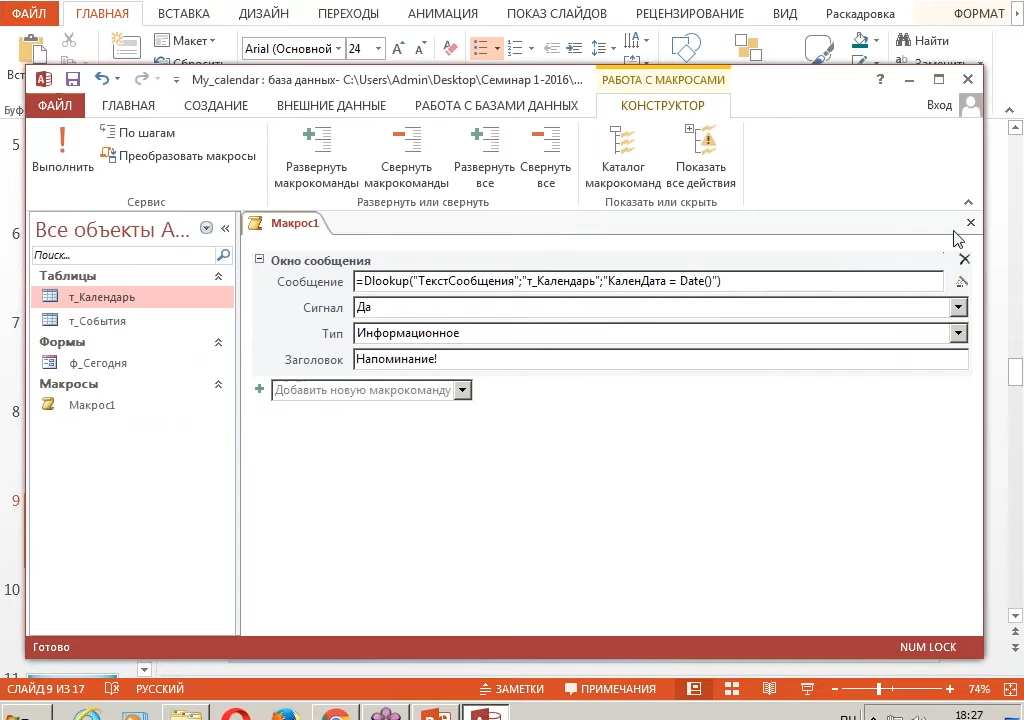 ФАЙЛ ГЛАВНАЯ ВСТАВКА ДИЗАЙН ПЕРЕХОДЫ АНИМАЦИЯ ПОКАЗ СЛАЙДОВ РЕЦЕНЗИРОВАНИЕ ВИД Раскадровка ФОРМАТ
Макет Arial (Основной 24 Найти
My_calendar : база данных- C:\Users\Admin\Desktop\Семинар 1-2016\... РАБОТА С МАКРОСАМИ ?
ФАЙЛ ГЛАВНАЯ СОЗДАНИЕ ВНЕШНИЕ ДАННЫЕ РАБОТА С БАЗАМИ ДАННЫХ КОНСТРУКТОР Вход
Выполнить
По шагам
Преобразовать макросы
Развернуть макрокоманды
Свернуть макрокоманды
Развернуть все
Свернуть все
Каталог макрокоманд
Показать все действия
Сервис Развернуть или свернуть Показать или скрыть
Все объекты A... «
Поиск...
Таблицы
т_Календарь
т_События
Формы
ф_Сегодня
Макросы
Макрос1
Макрос1
Окно сообщения
Сообщение =Dlookup("ТекстСообщения";"т_Календарь";"КаленДата = Date()")
Сигнал Да
Тип Информационное
Заголовок Напоминание!
Добавить новую макрокоманду
5
6
7
8
9
10
11
Готово NUM LOCK
СЛАЙД 9 ИЗ 17 РУССКИЙ ЗАМЕТКИ ПРИМЕЧАНИЯ 74%
18:27